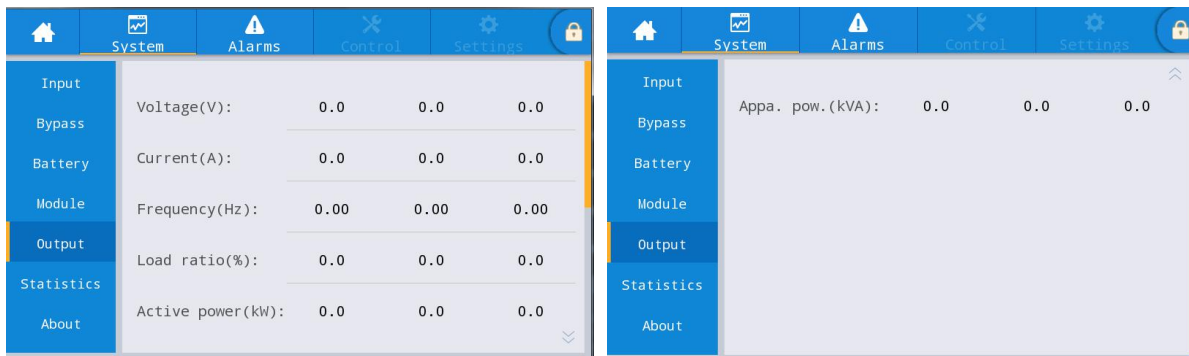 System Alarms Control Settings
Input
Bypass
Battery
Module
Output
Statistics
About
Voltage(V): 0.0 0.0 0.0
Current(A): 0.0 0.0 0.0
Frequency(Hz): 0.00 0.00 0.00
Load ratio(%): 0.0 0.0 0.0
Active power(kW): 0.0 0.0 0.0
System Alarms Control Settings
Input
Bypass
Battery
Module
Output
Statistics
About
Appa. pow.(kVA): 0.0 0.0 0.0